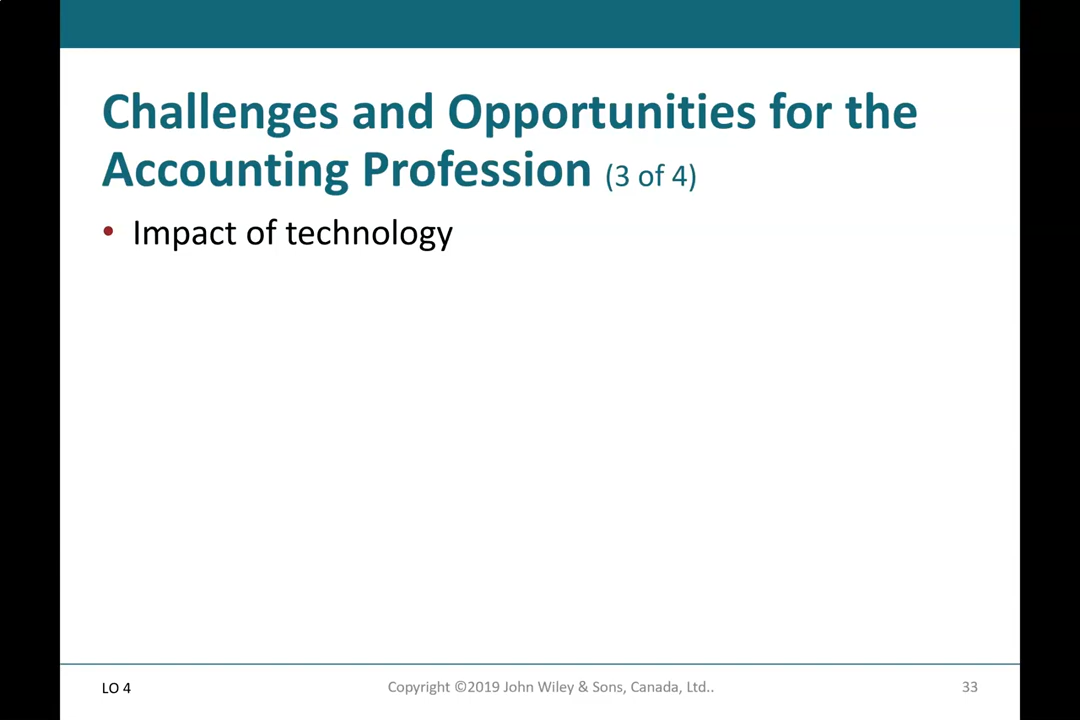 Challenges and Opportunities for the
Accounting Profession (3 of 4)
• Impact of technology
LO 4
Copyright ©2019 John Wiley & Sons, Canada, Ltd..
33